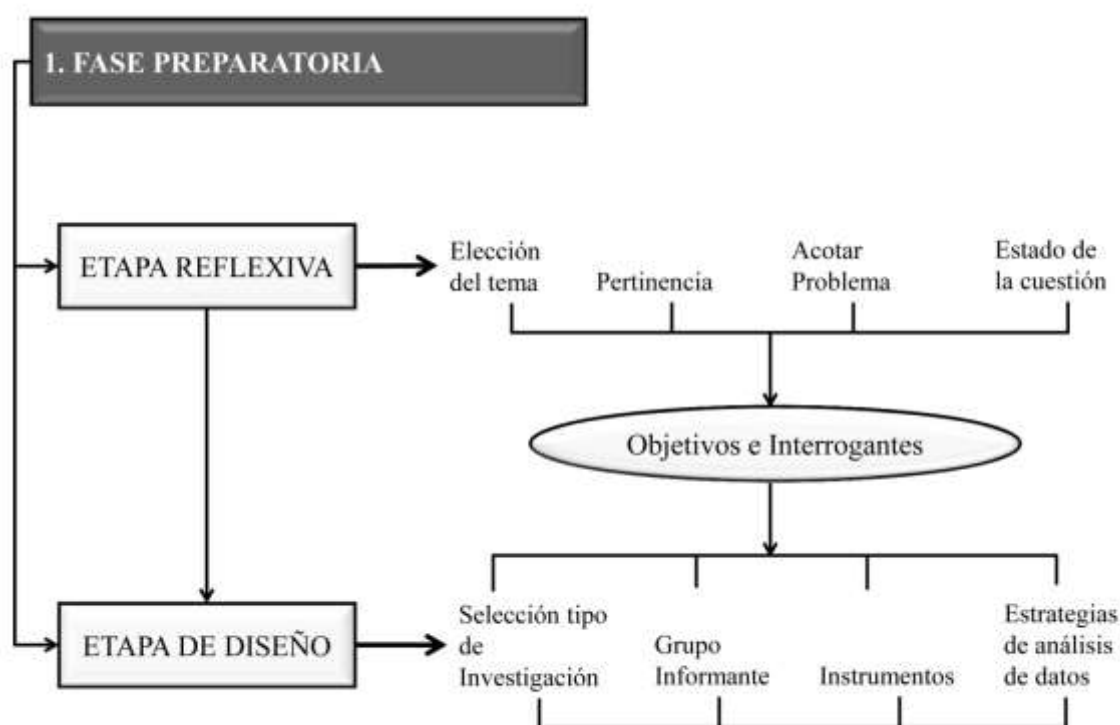 1. FASE PREPARATORIA
ETAPA REFLEXIVA
Elección
del tema
Pertinencia
Acotar
Problema
Estado de
la cuestión
Objetivos e Interrogantes
ETAPA DE DISEÑO
Selección tipo
de
Investigación
Grupo
Informante
Instrumentos
Estrategias
de análisis
de datos